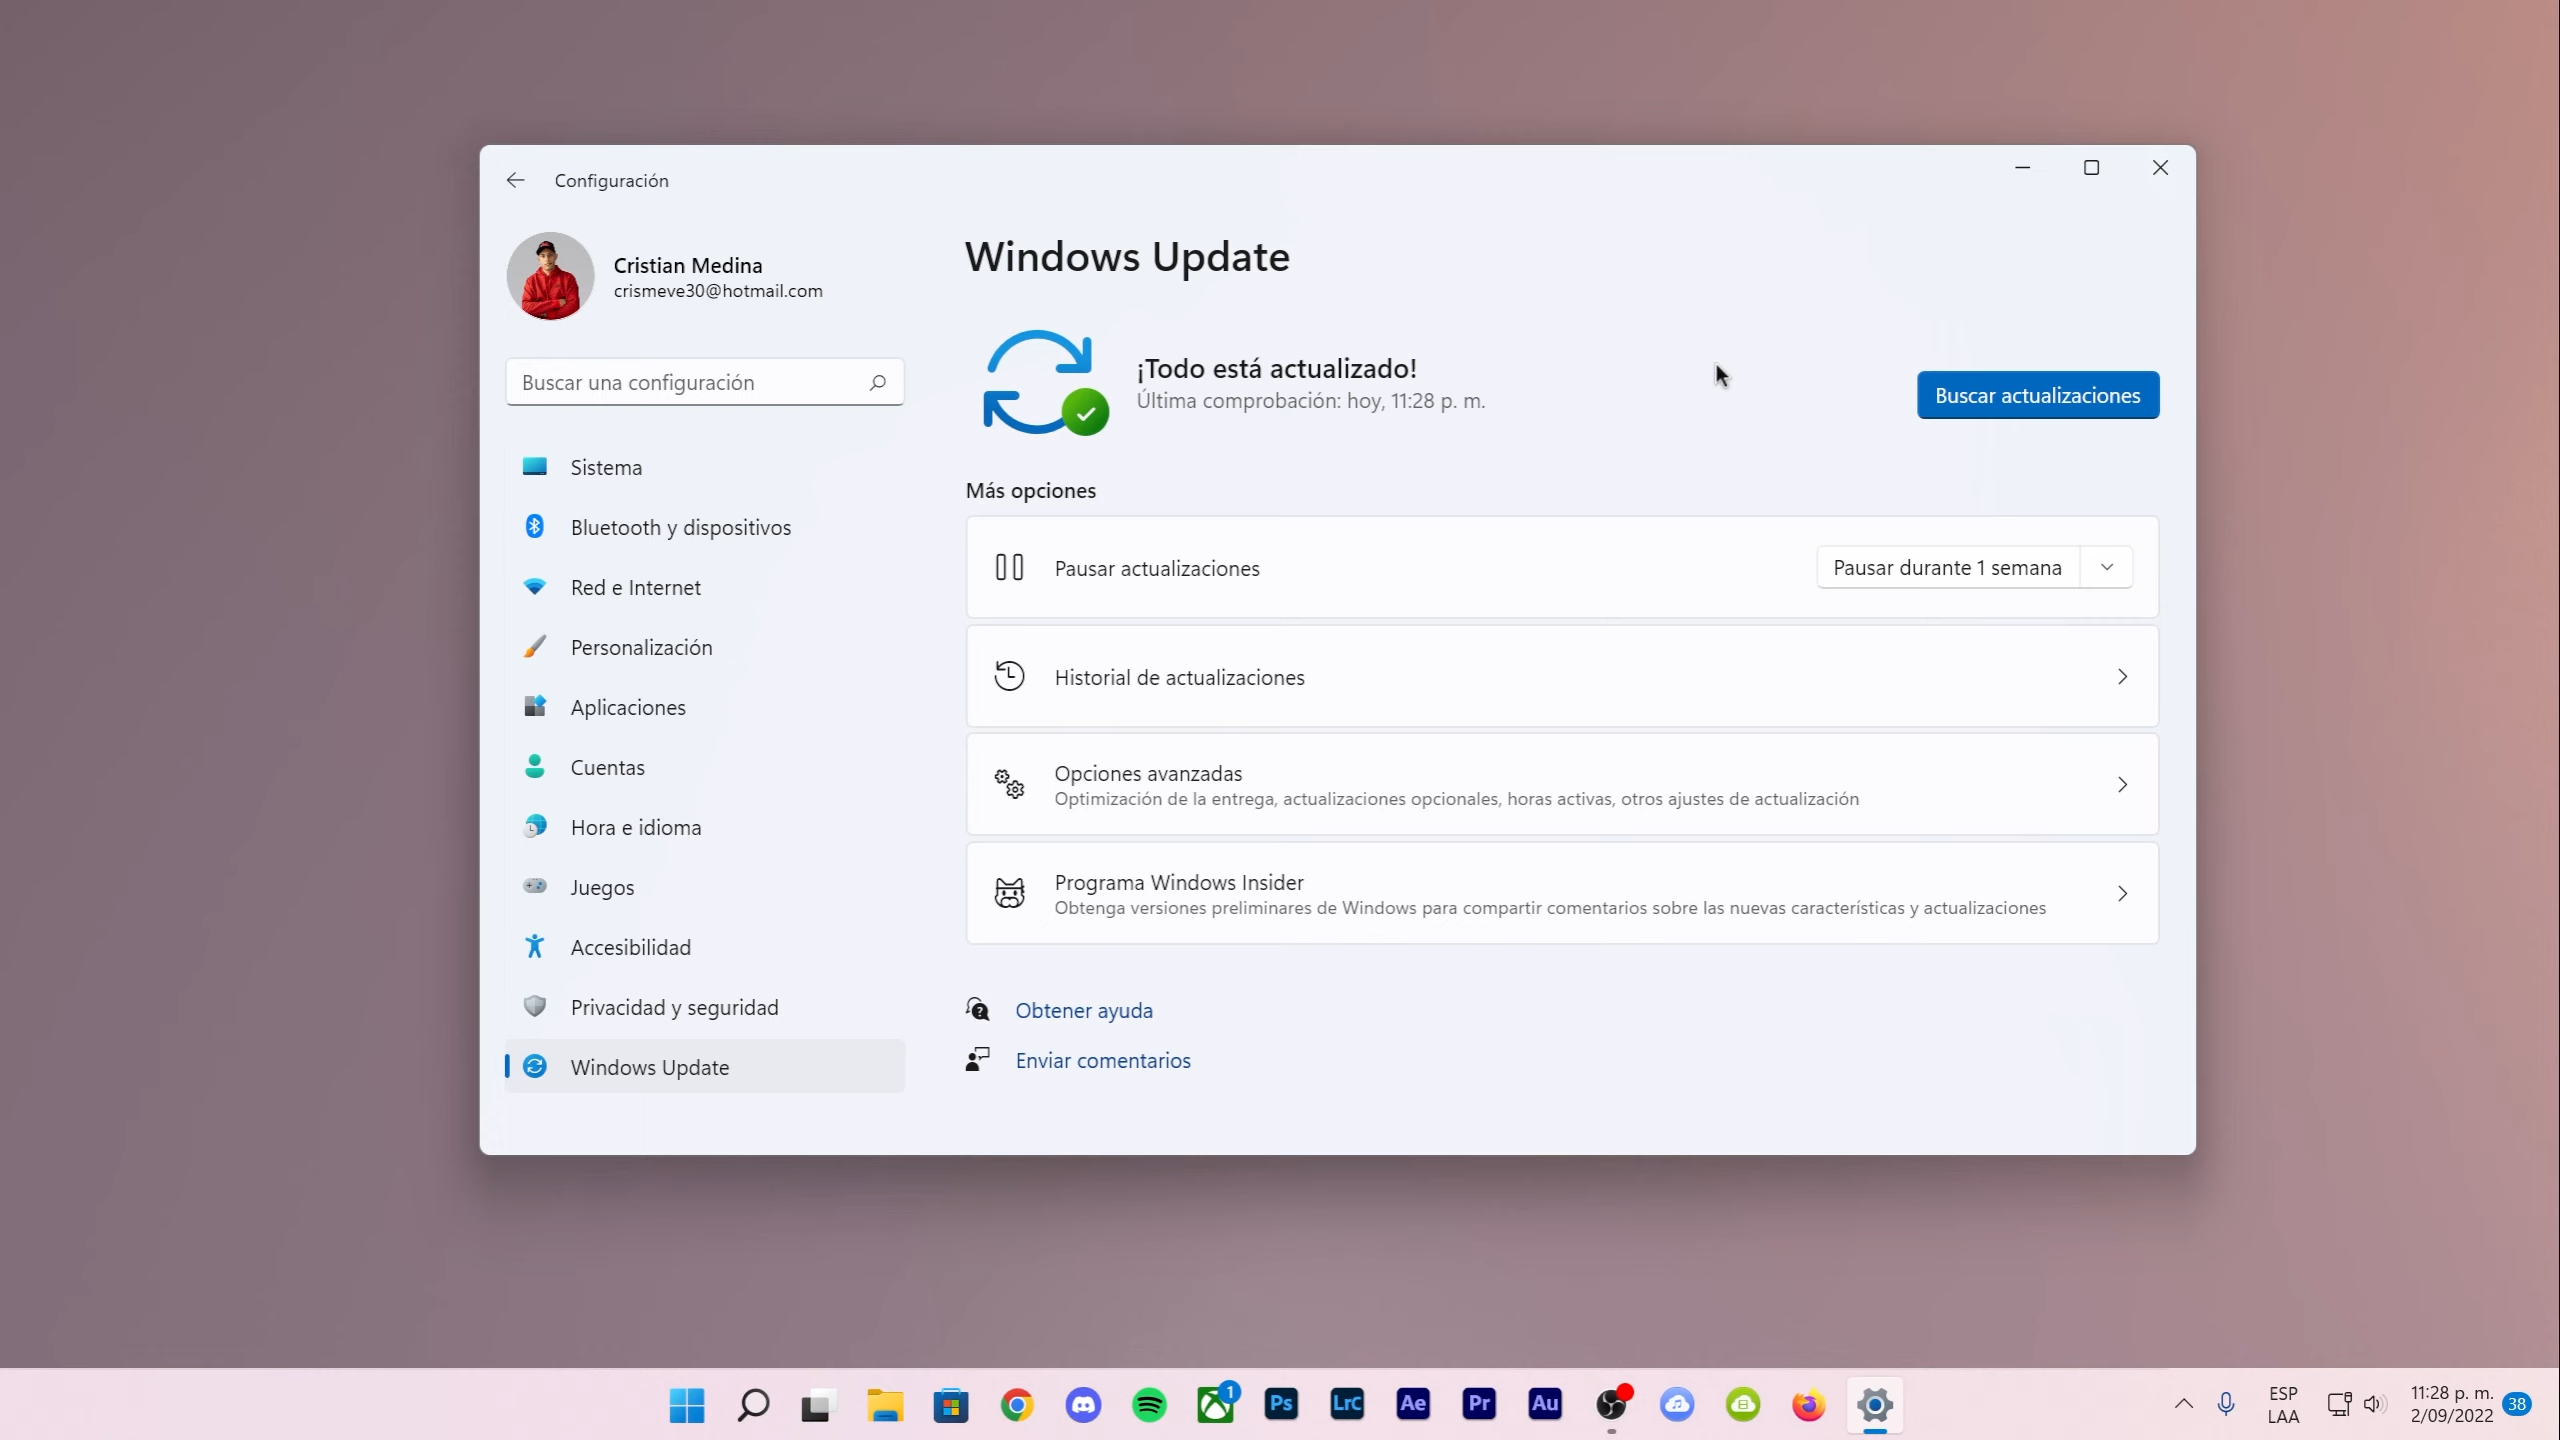 Configuración
Cristian Medina
crismeve30@hotmail.com
Buscar una configuración
Sistema
Bluetooth y dispositivos
Red e Internet
Personalización
Aplicaciones
Cuentas
Hora e idioma
Juegos
Accesibilidad
Privacidad y seguridad
Windows Update
Windows Update
¡Todo está actualizado!
Última comprobación: hoy, 11:28 p. m.
Buscar actualizaciones
Más opciones
Pausar actualizaciones
Pausar durante 1 semana
Historial de actualizaciones
Opciones avanzadas
Optimización de la entrega, actualizaciones opcionales, horas activas, otros ajustes de actualización
Programa Windows Insider
Obtenga versiones preliminares de Windows para compartir comentarios sobre las nuevas características y actualizaciones
Obtener ayuda
Enviar comentarios
1
Ps
Lrc
Ae
Pr
Au
ESP
LAA
11:28 p. m.
2/09/2022
38